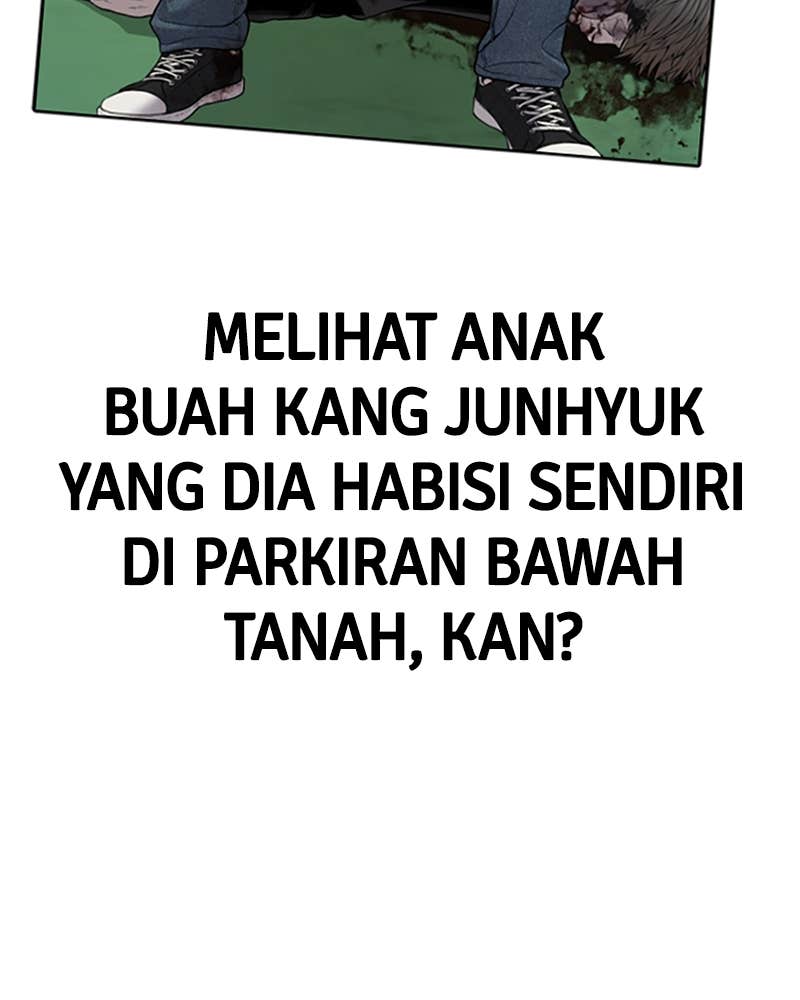 MELIHAT ANAK
BUAH KANG JUNHYUK
YANG DIA HABISI SENDIRI
DI PARKIRAN BAWAH
TANAH, KAN?